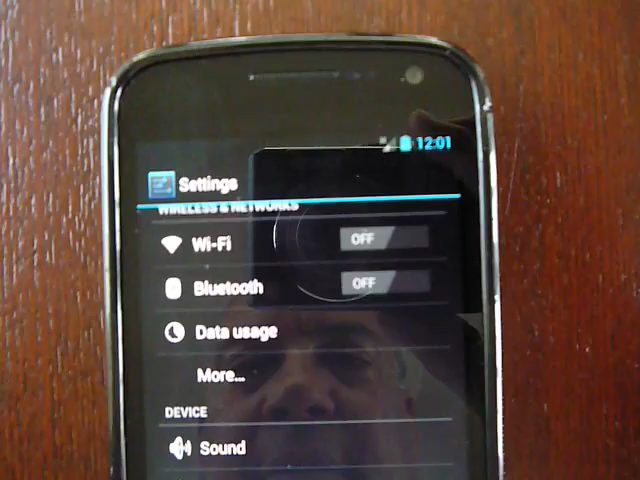 12:01
Settings
WIRELESS & NETWORKS
Wi-Fi OFF
Bluetooth OFF
Data usage
More...
DEVICE
Sound